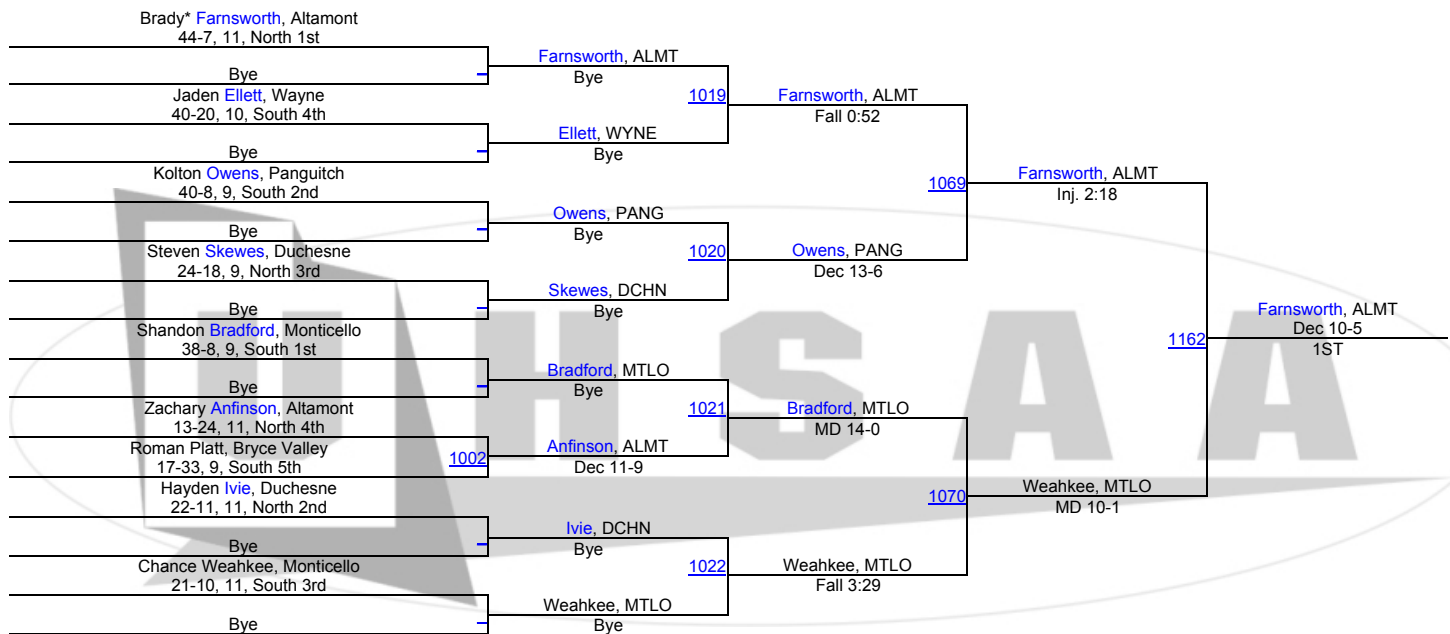 Brady* Farnsworth, Altamont
44-7, 11, North 1st
Bye
Jaden Ellett, Wayne
40-20, 10, South 4th
Bye
Kolton Owens, Panguitch
40-8, 9, South 2nd
Bye
Steven Skewes, Duchesne
24-18, 9, North 3rd
Bye
Shandon Bradford, Monticello
38-8, 9, South 1st
Bye
Zachary Anfinson, Altamont
13-24, 11, North 4th
Roman Platt, Bryce Valley
17-33, 9, South 5th
1002
Hayden Ivie, Duchesne
22-11, 11, North 2nd
Bye
Chance Weahkee, Monticello
21-10, 11, South 3rd
Bye
Farnsworth, ALMT
Bye
1019
Ellett, WYNE
Bye
Owens, PANG
Bye
1020
Skewes, DCHN
Bye
Bradford, MTLO
Bye
1021
Anfinson, ALMT
Dec 11-9
Ivie, DCHN
Bye
1022
Weahkee, MTLO
Bye
Farnsworth, ALMT
Fall 0:52
1069
Owens, PANG
Dec 13-6
Bradford, MTLO
MD 14-0
1070
Weahkee, MTLO
Fall 3:29
Farnsworth, ALMT
Inj. 2:18
1162
Weahkee, MTLO
MD 10-1
Farnsworth, ALMT
Dec 10-5
1ST
UHSAA